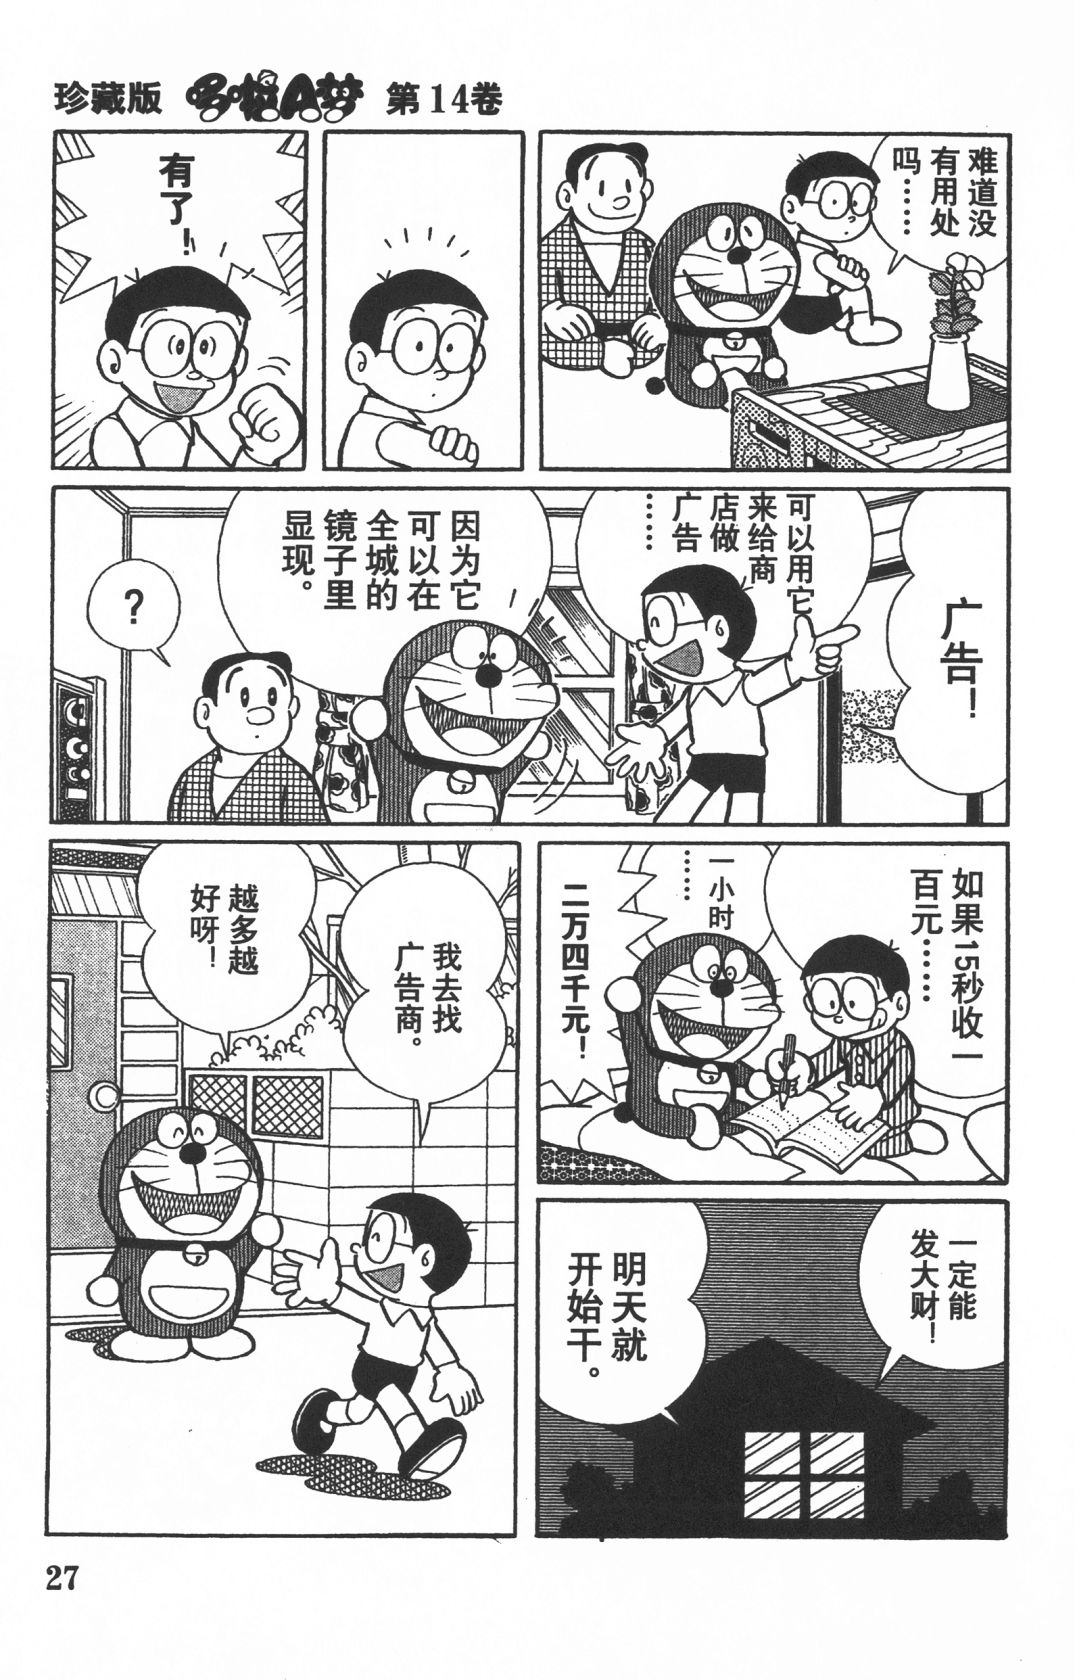 珍藏版 哆啦A梦 第14卷
难道没
有用处
吗……
有了！
广告！
可以用它
来给商
店做
广告
……
因为它
可以在
全城的
镜子里
显现。
？
如果15秒收一
百元……
一小时
……
二万四千元！
一定能
发大财！
明天就
开始干。
我去找
广告商。
越多越
好呀！
27